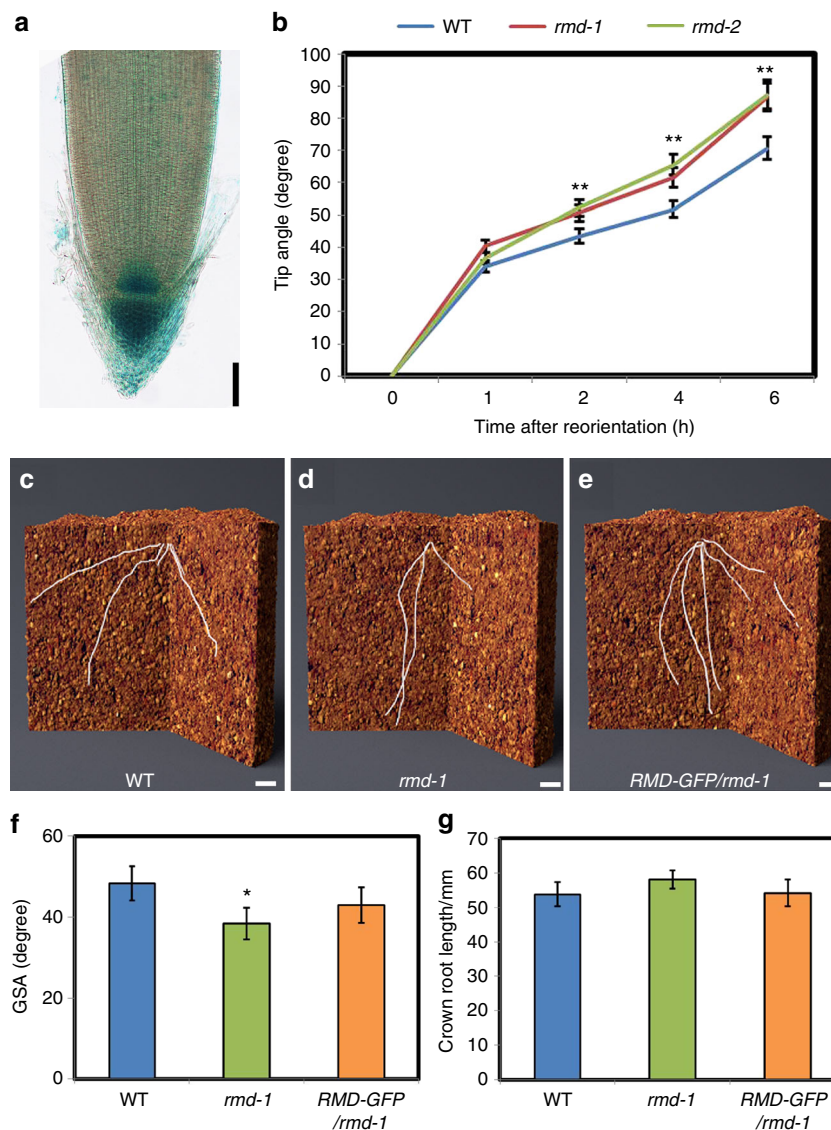 a
b
WT rmd-1 rmd-2
100
90
80
70
60
50
40
30
20
10
0
Tip angle (degree)
** ** **
0 1 2 4 6
Time after reorientation (h)
c
WT
d
rmd-1
e
RMD-GFP/rmd-1
f
60
40
20
0
GSA (degree)
*
WT rmd-1 RMD-GFP
/rmd-1
g
70
60
50
40
30
20
10
0
Crown root length/mm
WT rmd-1 RMD-GFP
/rmd-1